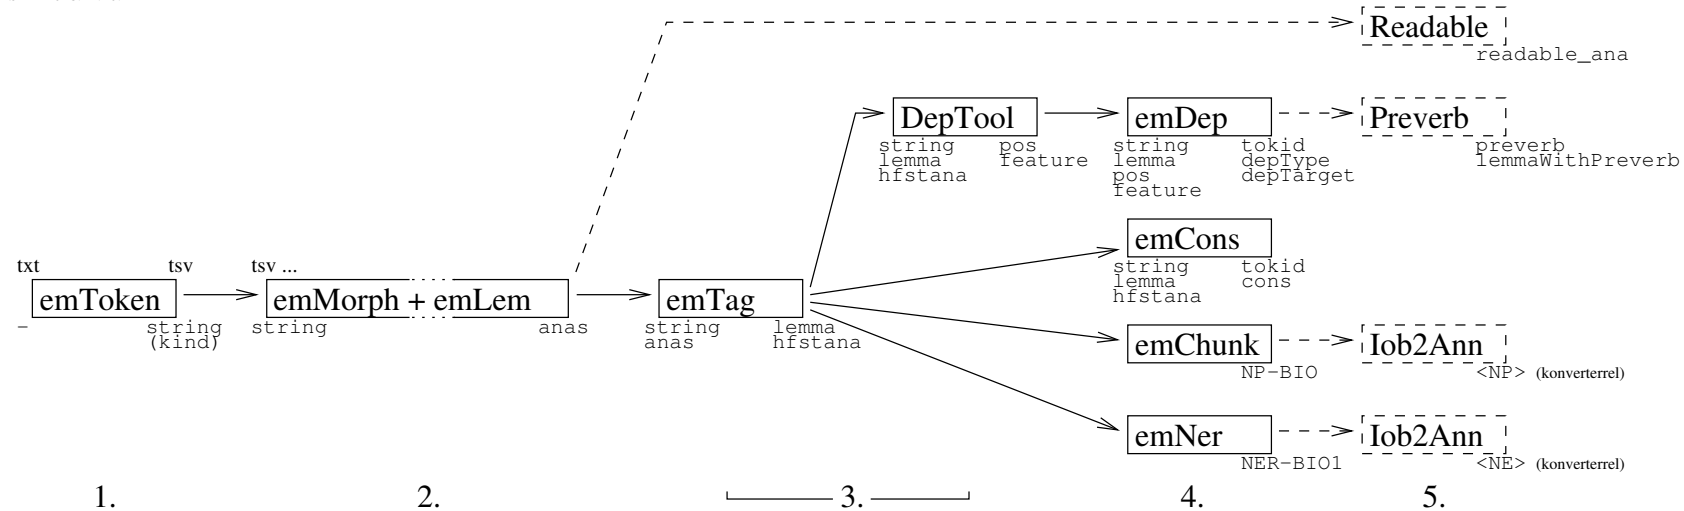 Readable
readable_ana
DepTool
emDep
Preverb
string pos
lemma feature
hfstana
string tokid
lemma depType
pos depTarget
feature
preverb
lemmaWithPreverb
emCons
string tokid
lemma cons
hfstana
txt tsv tsv ...
emToken
emMorph + emLem
emTag
- string
(kind)
string anas
string lemma
anas hfstana
emChunk
Iob2Ann
NP-BIO
<NP> (konverterrel)
emNer
Iob2Ann
NER-BIO1
<NE> (konverterrel)
1. 2. 3. 4. 5.